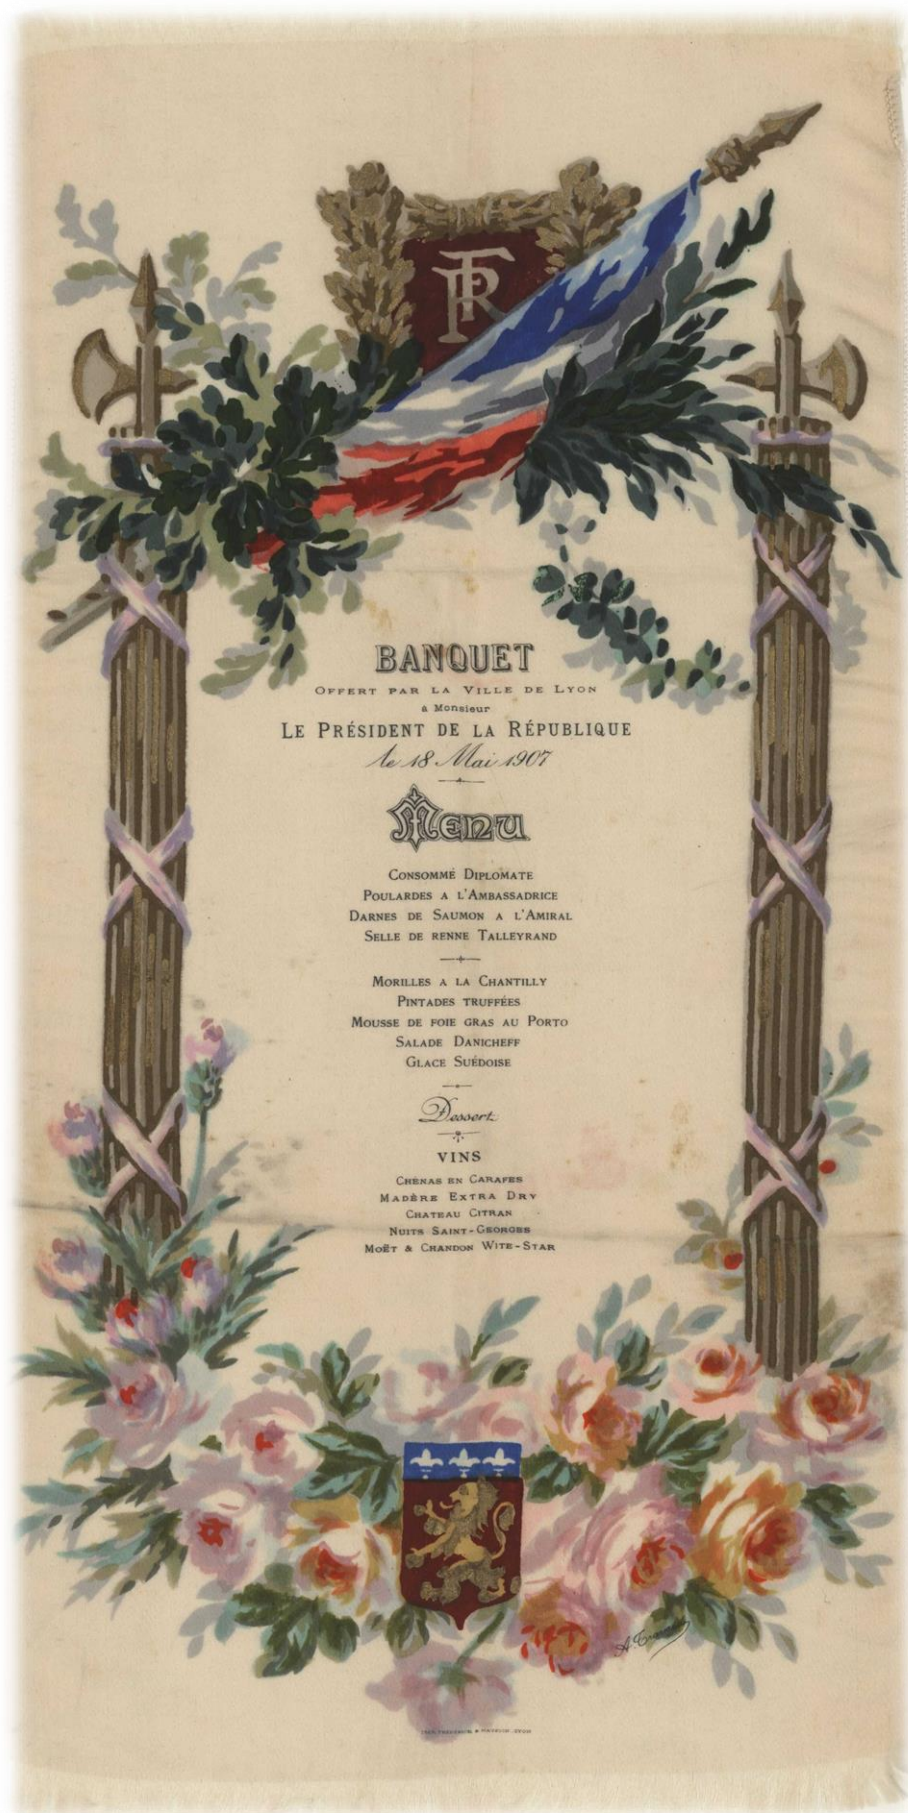 RF
BANQUET
OFFERT PAR LA VILLE DE LYON
à Monsieur
LE PRÉSIDENT DE LA RÉPUBLIQUE
le 18 Mai 1907
MENU
CONSOMMÉ DIPLOMATE
POULARDES A L'AMBASSADRICE
DARNES DE SAUMON A L'AMIRAL
SELLE DE RENNE TALLEYRAND
MORILLES A LA CHANTILLY
PINTADES TRUFFÉES
MOUSSE DE FOIE GRAS AU PORTO
SALADE DANICHEFF
GLACE SUÉDOISE
Dessert
VINS
CHENAS EN CARAFES
MADÈRE EXTRA DRY
CHATEAU CITRAN
NUITS SAINT-GEORGES
MOËT & CHANDON WITE-STAR